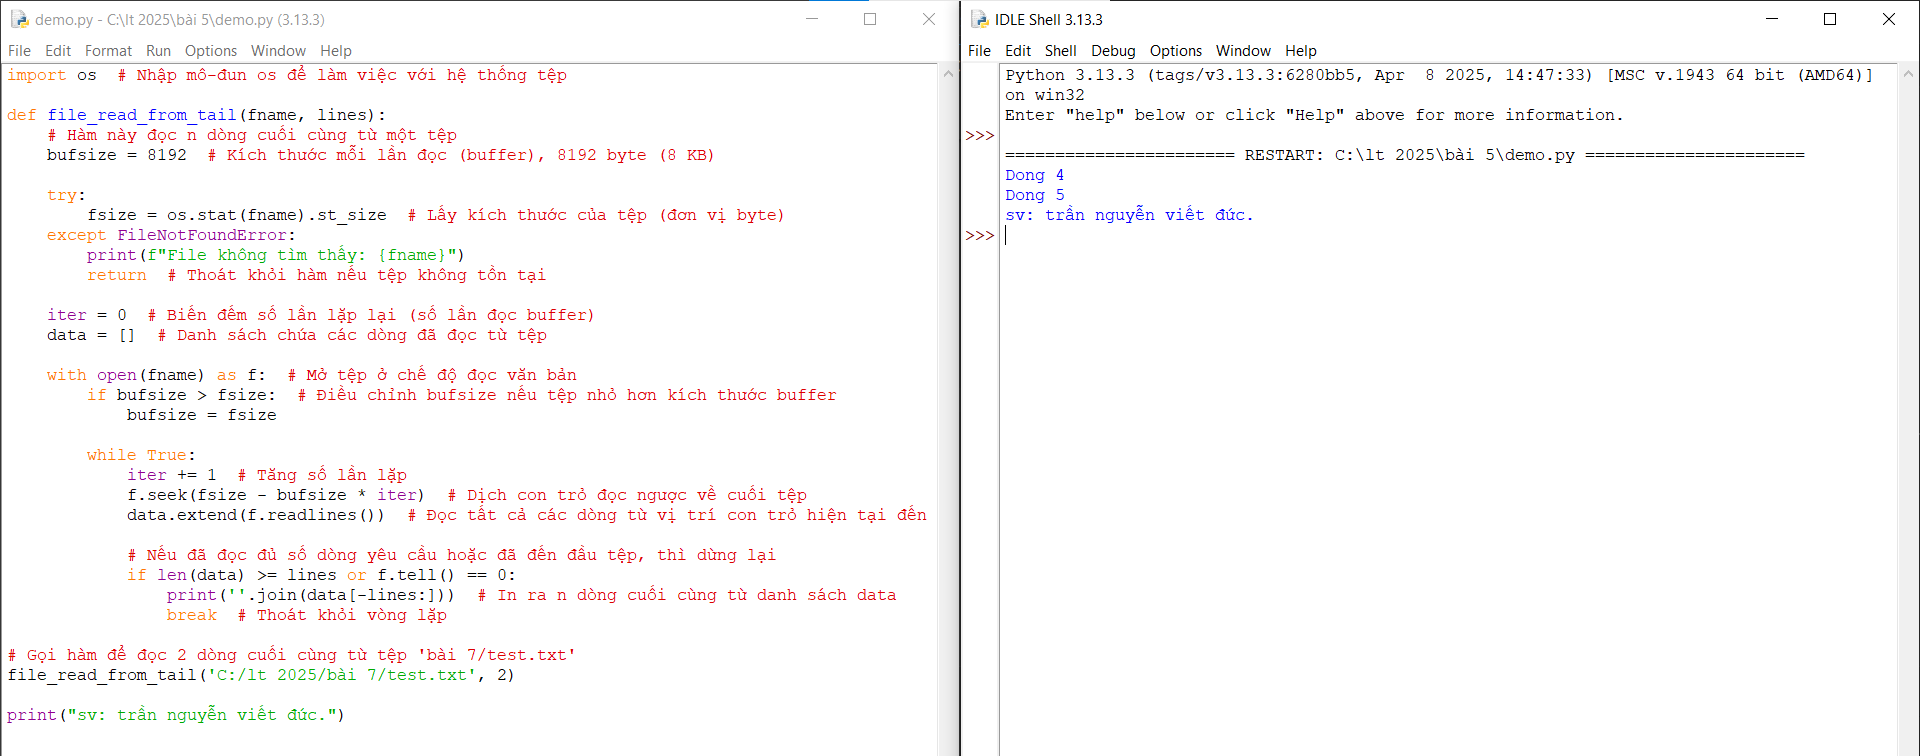 demo.py - C:\lt 2025\bài 5\demo.py (3.13.3)
File Edit Format Run Options Window Help
import os  # Nhập mô-đun os để làm việc với hệ thống tệp
def file_read_from_tail(fname, lines):
    # Hàm này đọc n dòng cuối cùng từ một tệp
    bufsize = 8192  # Kích thước mỗi lần đọc (buffer), 8192 byte (8 KB)
    try:
        fsize = os.stat(fname).st_size  # Lấy kích thước của tệp (đơn vị byte)
    except FileNotFoundError:
        print(f"File không tìm thấy: {fname}")
        return  # Thoát khỏi hàm nếu tệp không tồn tại
    iter = 0  # Biến đếm số lần lặp lại (số lần đọc buffer)
    data = []  # Danh sách chứa các dòng đã đọc từ tệp
    with open(fname) as f:  # Mở tệp ở chế độ đọc văn bản
        if bufsize > fsize:  # Điều chỉnh bufsize nếu tệp nhỏ hơn kích thước buffer
            bufsize = fsize
        while True:
            iter += 1  # Tăng số lần lặp
            f.seek(fsize - bufsize * iter)  # Dịch con trỏ đọc ngược về cuối tệp
            data.extend(f.readlines())  # Đọc tất cả các dòng từ vị trí con trỏ hiện tại đến
            # Nếu đã đọc đủ số dòng yêu cầu hoặc đã đến đầu tệp, thì dừng lại
            if len(data) >= lines or f.tell() == 0:
                print(''.join(data[-lines:]))  # In ra n dòng cuối cùng từ danh sách data
                break  # Thoát khỏi vòng lặp
# Gọi hàm để đọc 2 dòng cuối cùng từ tệp 'bài 7/test.txt'
file_read_from_tail('C:/lt 2025/bài 7/test.txt', 2)
print("sv: trần nguyễn viết đức.")
IDLE Shell 3.13.3
File Edit Shell Debug Options Window Help
Python 3.13.3 (tags/v3.13.3:6280bb5, Apr  8 2025, 14:47:33) [MSC v.1943 64 bit (AMD64)]
on win32
Enter "help" below or click "Help" above for more information.
>>>
======================= RESTART: C:\lt 2025\bài 5\demo.py ======================
Dong 4
Dong 5
sv: trần nguyễn viết đức.
>>>